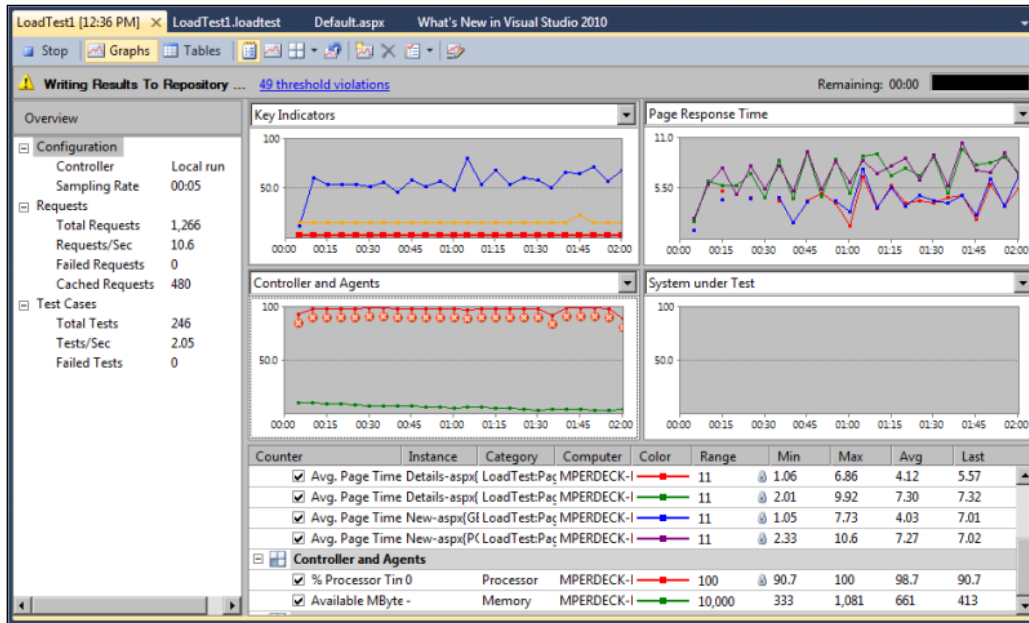 LoadTest1 [12:36 PM] LoadTest1.loadtest Default.aspx What's New in Visual Studio 2010
Stop Graphs Tables
Writing Results To Repository ... 49 threshold violations Remaining: 00:00
Overview
Configuration
Controller Local run
Sampling Rate 00:05
Requests
Total Requests 1,266
Requests/Sec 10.6
Failed Requests 0
Cached Requests 480
Test Cases
Total Tests 246
Tests/Sec 2.05
Failed Tests 0
Key Indicators
100
50.0
00:00 00:15 00:30 00:45 01:00 01:15 01:30 01:45 02:00
Page Response Time
11.0
5.50
00:00 00:15 00:30 00:45 01:00 01:15 01:30 01:45 02:00
Controller and Agents
100
50.0
00:00 00:15 00:30 00:45 01:00 01:15 01:30 01:45 02:00
System under Test
100
50.0
00:00 00:15 00:30 00:45 01:00 01:15 01:30 01:45 02:00
Counter Instance Category Computer Color Range Min Max Avg Last
Avg. Page Time Details-aspx{ LoadTest:Pag MPERDECK- 11 1.06 6.86 4.12 5.57
Avg. Page Time Details-aspx{ LoadTest:Pag MPERDECK- 11 2.01 9.92 7.30 7.32
Avg. Page Time New-aspx{GE LoadTest:Pag MPERDECK- 11 1.05 7.73 4.03 7.01
Avg. Page Time New-aspx{PO LoadTest:Pag MPERDECK- 11 2.33 10.6 7.27 7.02
Controller and Agents
% Processor Tim 0 Processor MPERDECK- 100 90.7 100 98.7 90.7
Available MByte - Memory MPERDECK- 10,000 333 1,081 661 413